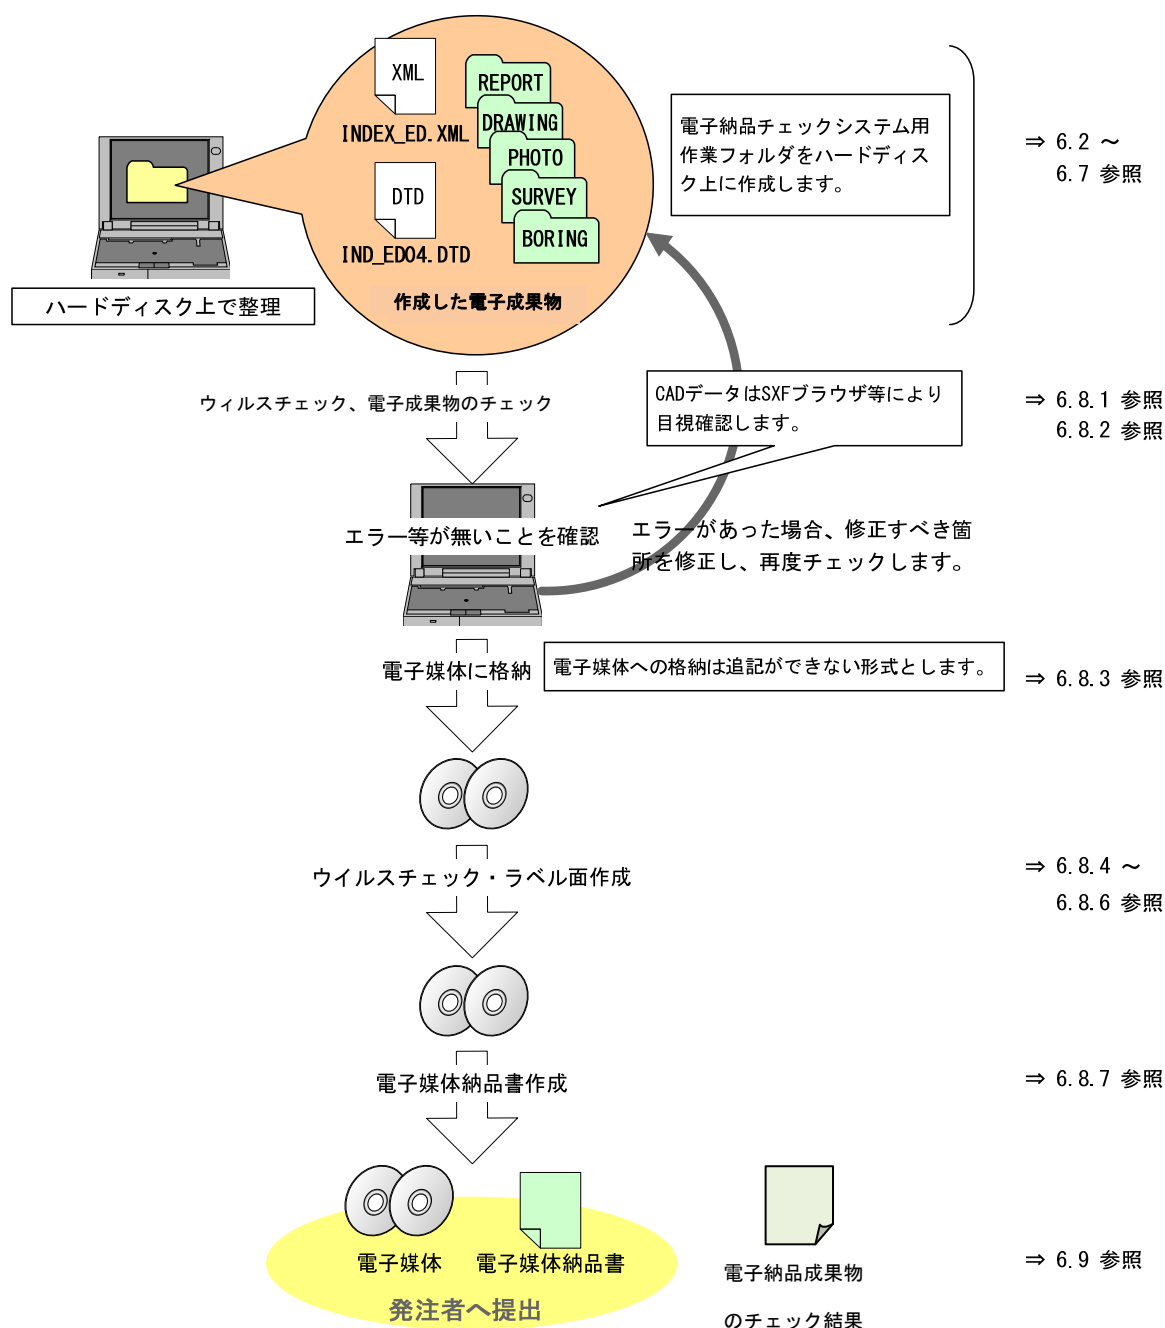 XML
INDEX_ED.XML
DTD
IND_ED04.DTD
REPORT
DRAWING
PHOTO
SURVEY
BORING
作成した電子成果物
ハードディスク上で整理
電子納品チェックシステム用
作業フォルダをハードディス
ク上に作成します。
⇒ 6.2 ～
6.7 参照
ウィルスチェック、電子成果物のチェック
CADデータはSXFブラウザ等により
目視確認します。
⇒ 6.8.1 参照
6.8.2 参照
エラー等が無いことを確認
エラーがあった場合、修正すべき箇
所を修正し、再度チェックします。
電子媒体に格納
電子媒体への格納は追記ができない形式とします。
⇒ 6.8.3 参照
ウイルスチェック・ラベル面作成
⇒ 6.8.4 ～
6.8.6 参照
電子媒体納品書作成
⇒ 6.8.7 参照
電子媒体
電子媒体納品書
発注者へ提出
電子納品成果物
のチェック結果
⇒ 6.9 参照